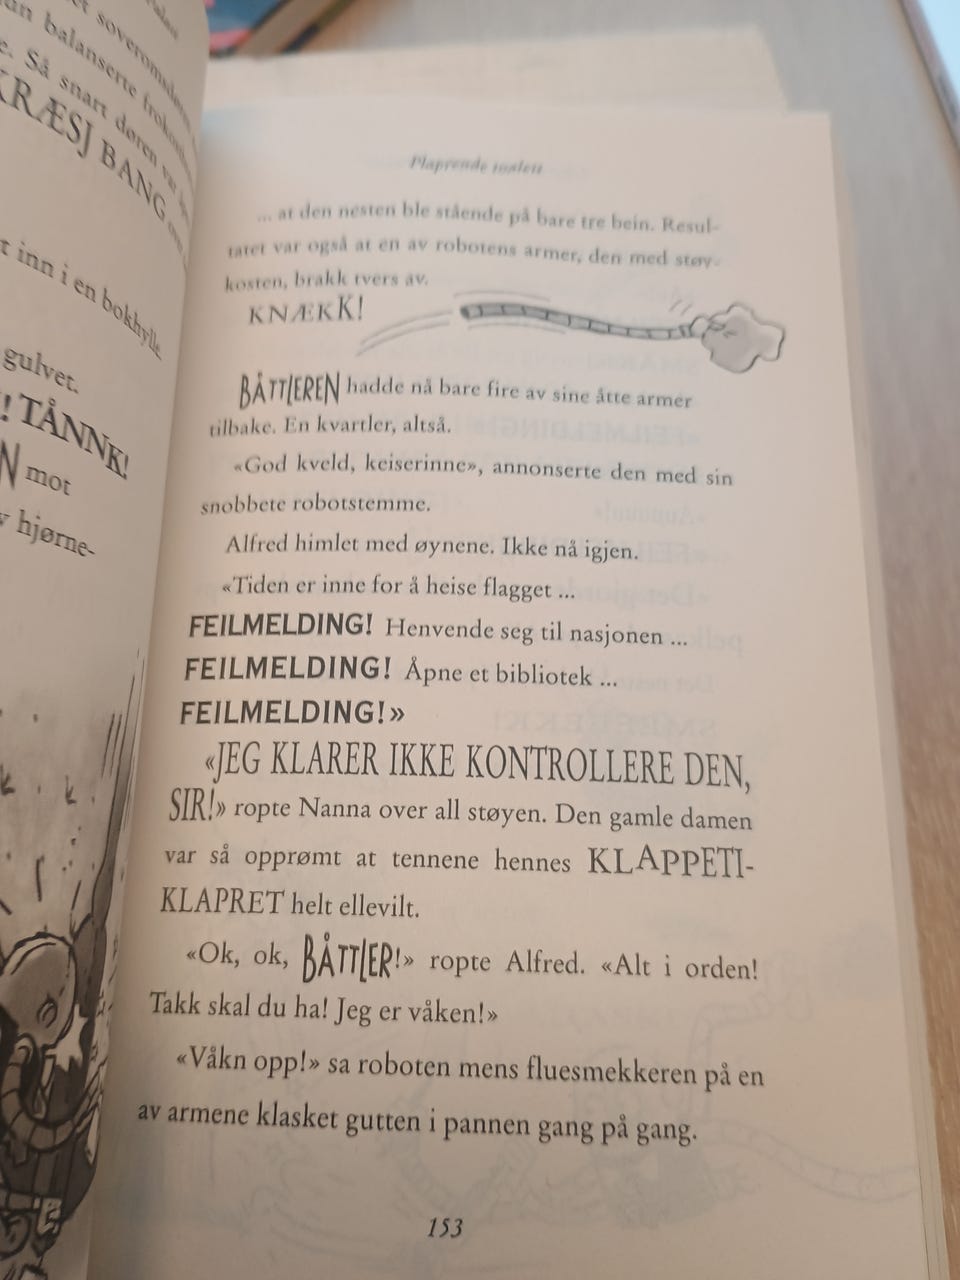 et soveromsdøren
un balanserte frokost
e. Så snart døren var
KRÆSJ BANG
t inn i en bokhylle
gulvet.
! TÅNNK!
N mot
v hjørne-
Plaprende toalett
... at den nesten ble stående på bare tre bein. Resul-
tatet var også at en av robotens armer, den med støv-
kosten, brakk tvers av.
KNÆKK!
BÅTTLEREN hadde nå bare fire av sine åtte armer
tilbake. En kvartler, altså.
«God kveld, keiserinne», annonserte den med sin
snobbete robotstemme.
Alfred himlet med øynene. Ikke nå igjen.
«Tiden er inne for å heise flagget ...
FEILMELDING! Henvende seg til nasjonen ...
FEILMELDING! Åpne et bibliotek ...
FEILMELDING!»
«JEG KLARER IKKE KONTROLLERE DEN,
SIR!» ropte Nanna over all støyen. Den gamle damen
var så opprømt at tennene hennes KLAPPETI-
KLAPRET helt ellevilt.
«Ok, ok, BÅTTLER!» ropte Alfred. «Alt i orden!
Takk skal du ha! Jeg er våken!»
«Våkn opp!» sa roboten mens fluesmekkeren på en
av armene klasket gutten i pannen gang på gang.
153